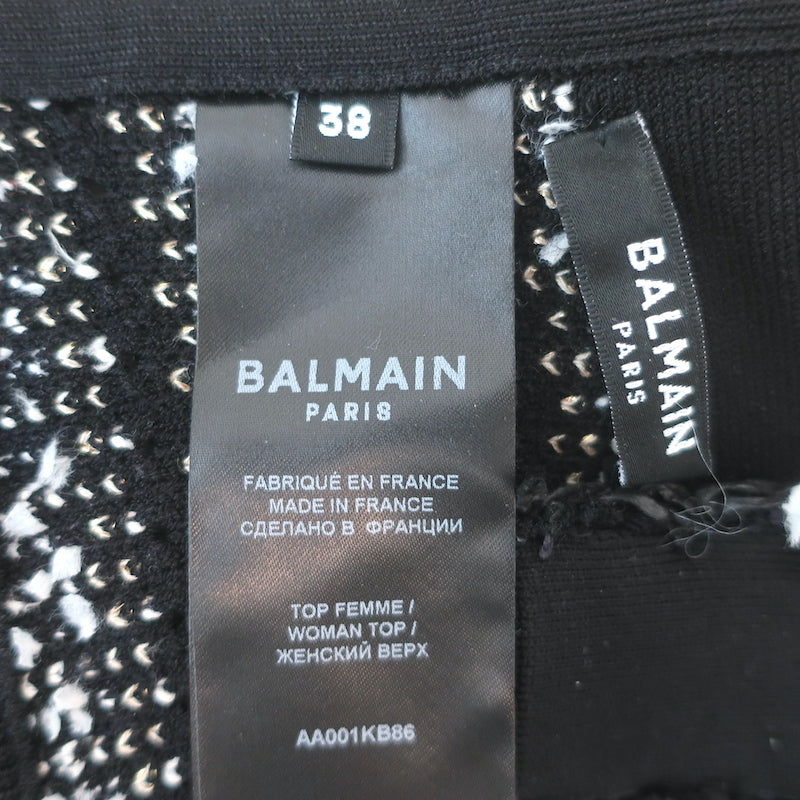 38
BALMAIN
PARIS
FABRIQUÉ EN FRANCE
MADE IN FRANCE
СДЕЛАНО В ФРАНЦИИ
TOP FEMME /
WOMAN TOP /
ЖЕНСКИЙ ВЕРХ
AA001KB86
BALMAIN
PARIS